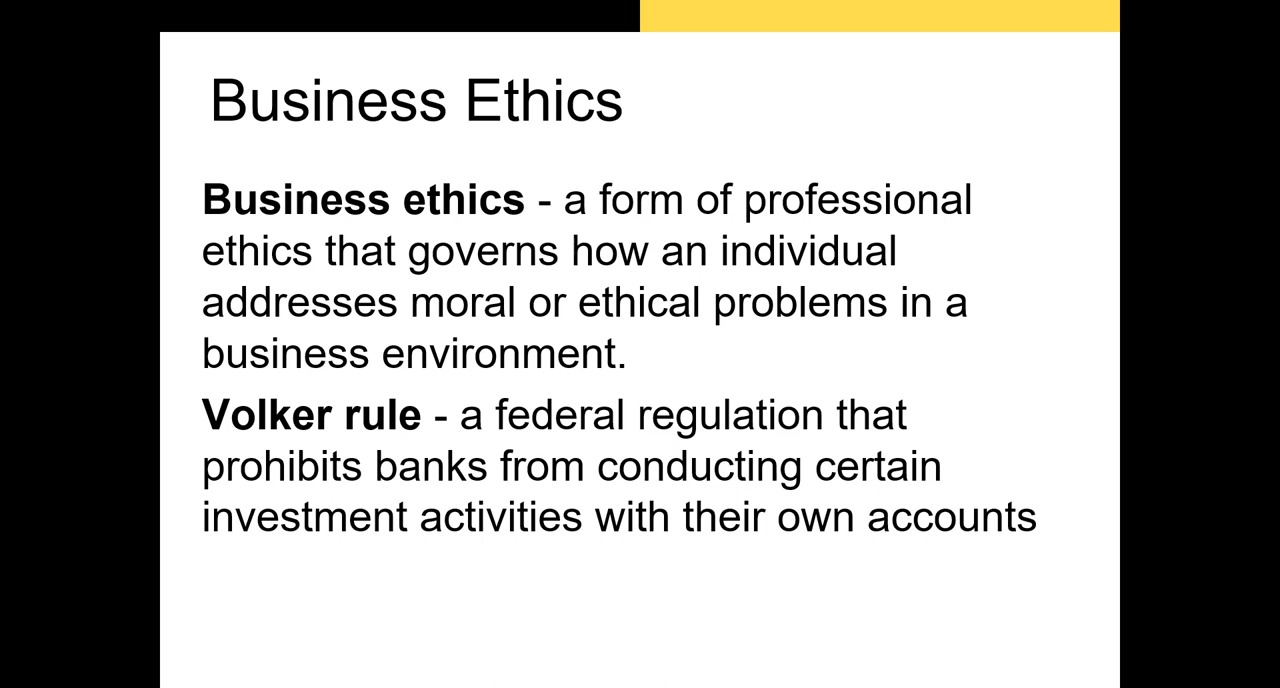 Business Ethics
Business ethics - a form of professional
ethics that governs how an individual
addresses moral or ethical problems in a
business environment.
Volker rule - a federal regulation that
prohibits banks from conducting certain
investment activities with their own accounts